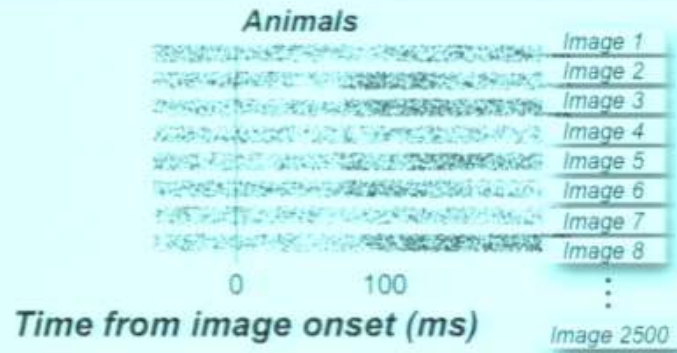 Animals
Image 1
Image 2
Image 3
Image 4
Image 5
Image 6
Image 7
Image 8
0 100
Time from image onset (ms)
Image 2500